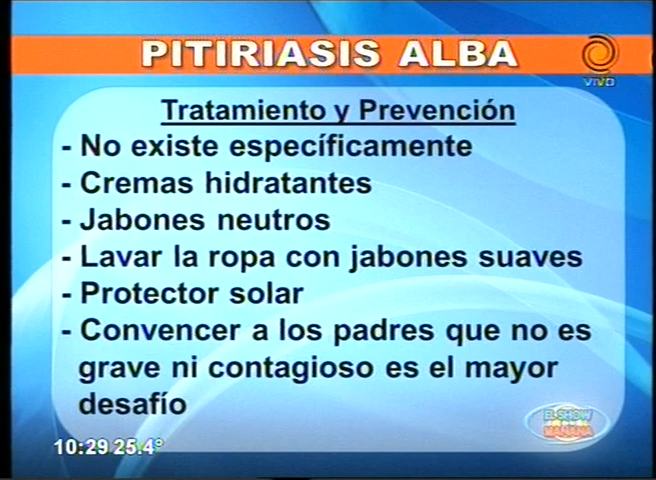 PITIRIASIS ALBA
VIVO
Tratamiento y Prevención
- No existe específicamente
- Cremas hidratantes
- Jabones neutros
- Lavar la ropa con jabones suaves
- Protector solar
- Convencer a los padres que no es
grave ni contagioso es el mayor
desafío
EL SHOW
MAÑANA
10:29 25.4°